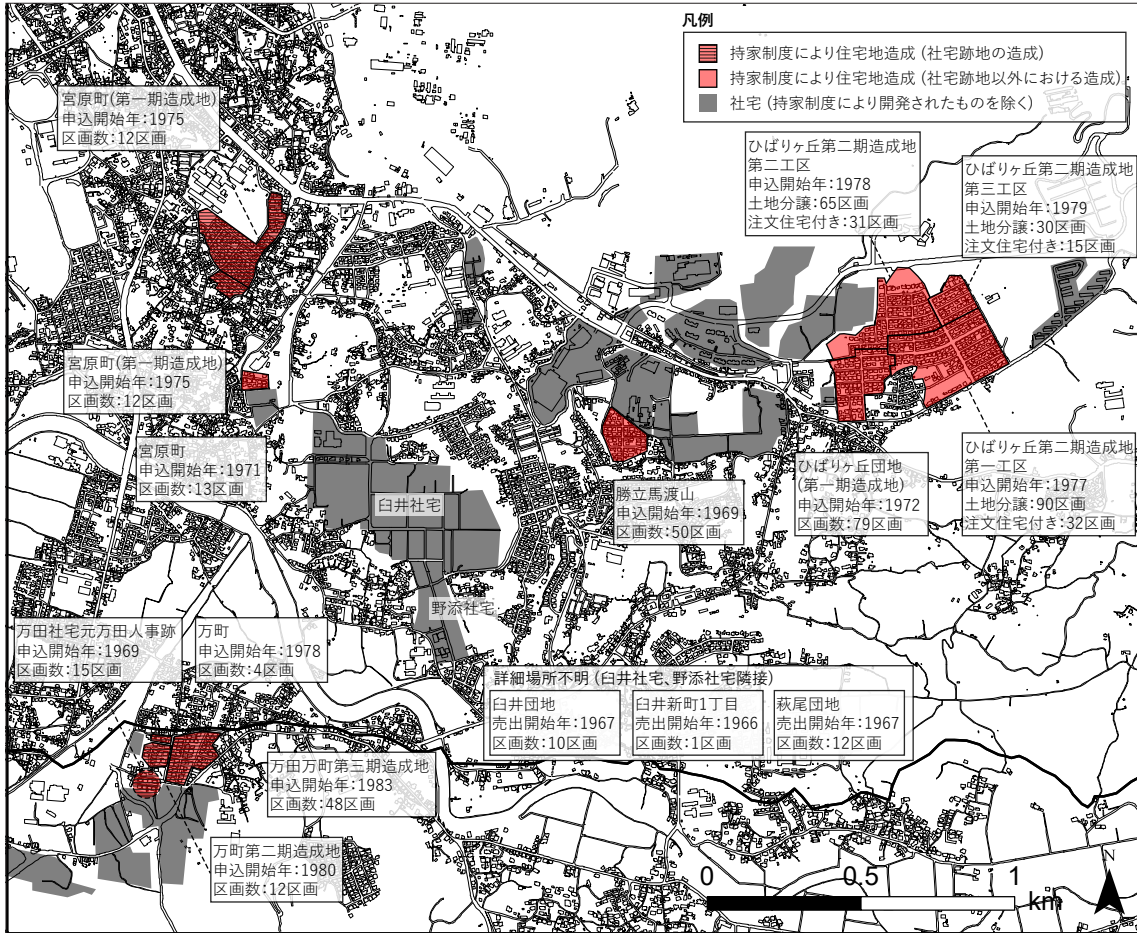 凡例
持家制度により住宅地造成 (社宅跡地の造成)
持家制度により住宅地造成 (社宅跡地以外における造成)
社宅 (持家制度により開発されたものを除く)
宮原町(第一期造成地)
申込開始年:1975
区画数:12区画
ひばりヶ丘第二期造成地
第二工区
申込開始年:1978
土地分譲:65区画
注文住宅付き:31区画
ひばりヶ丘第二期造成地
第三工区
申込開始年:1979
土地分譲:30区画
注文住宅付き:15区画
宮原町(第一期造成地)
申込開始年:1975
区画数:12区画
宮原町
申込開始年:1971
区画数:13区画
臼井社宅
勝立馬渡山
申込開始年:1969
区画数:50区画
ひばりヶ丘団地
(第一期造成地)
申込開始年:1972
区画数:79区画
ひばりヶ丘第二期造成地
第一工区
申込開始年:1977
土地分譲:90区画
注文住宅付き:32区画
野添社宅
万田社宅元万田人事跡
申込開始年:1969
区画数:15区画
万町
申込開始年:1978
区画数:4区画
詳細場所不明 (臼井社宅、野添社宅隣接)
臼井団地
売出開始年:1967
区画数:10区画
臼井新町1丁目
売出開始年:1966
区画数:1区画
萩尾団地
売出開始年:1967
区画数:12区画
万田万町第三期造成地
申込開始年:1983
区画数:48区画
万町第二期造成地
申込開始年:1980
区画数:12区画
0 0.5 1
km
N